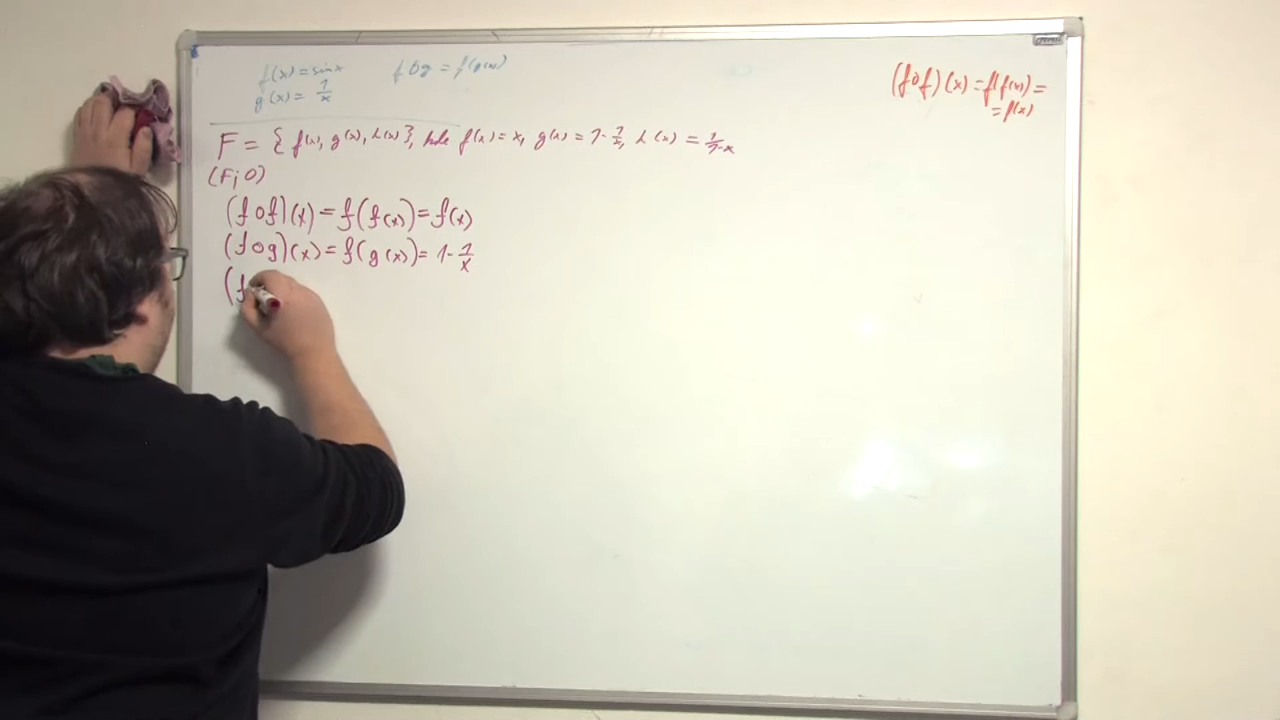 f(x) = sin x
g(x) = 1/x
f o g = f(g(x))
(f o f)(x) = f(f(x)) =
= f(x)
F = { f(x), g(x), h(x) }, kde f(x) = x, g(x) = 1 - 1/x, h(x) = 1/1-x
(F; o)
(f o f)(x) = f(f(x)) = f(x)
(f o g)(x) = f(g(x)) = 1 - 1/x
(f